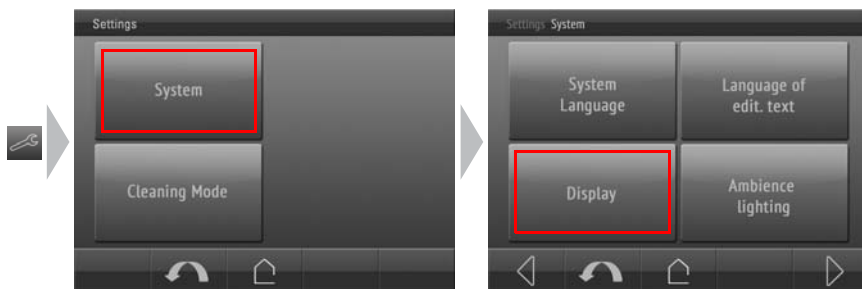 Settings
System
Cleaning Mode
Settings System
System
Language
Language of
edit. text
Display
Ambience
lighting